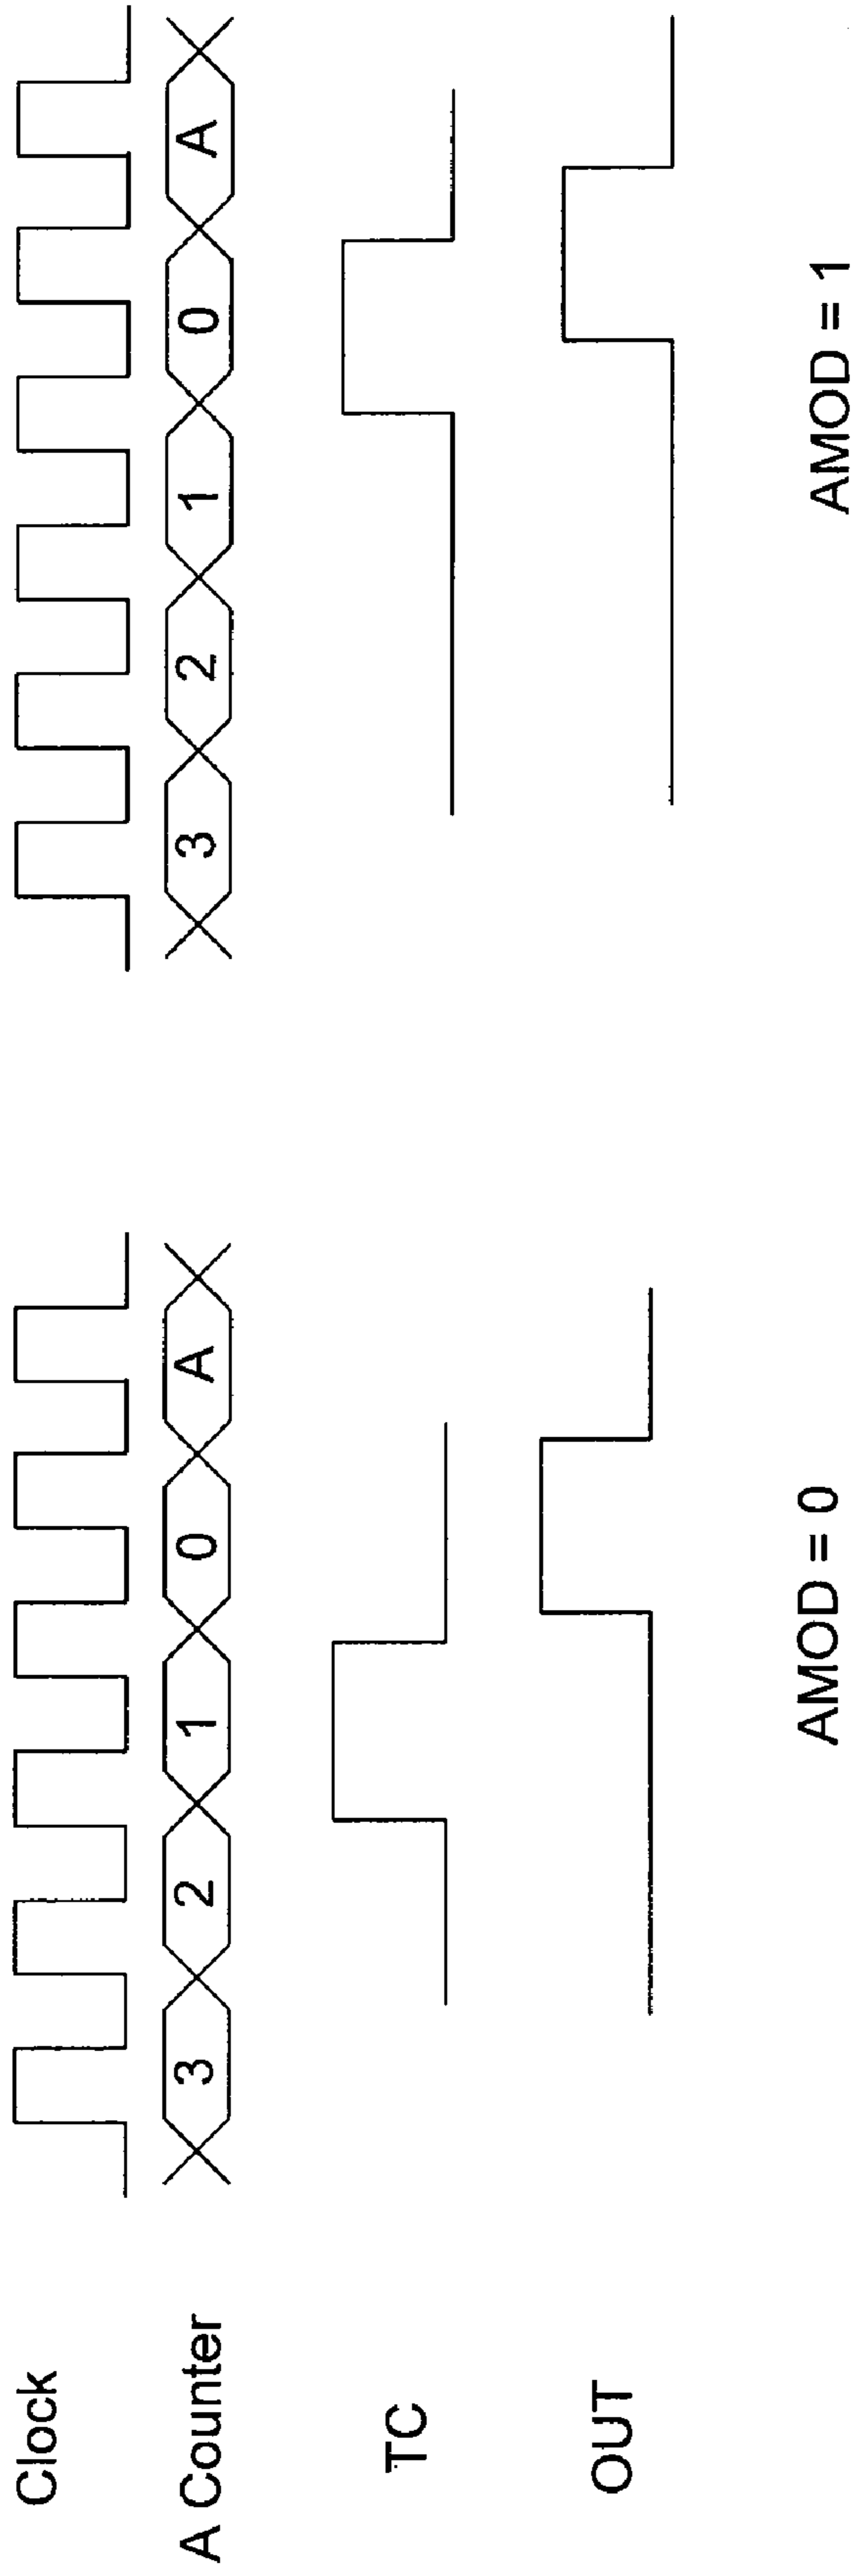 Clock
A Counter
3 2 1 0 A
3 2 1 0 A
TC
OUT
AMOD = 0
AMOD = 1